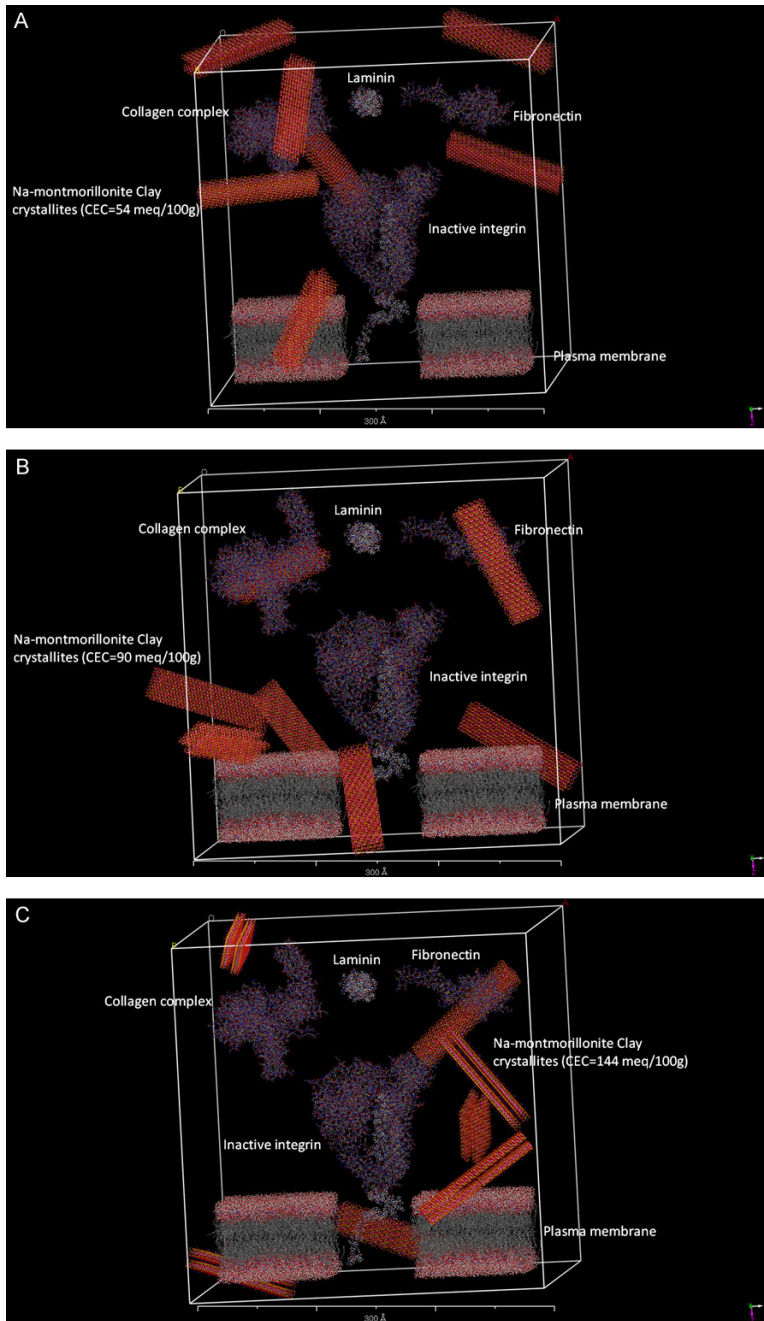 A
Laminin
Collagen complex
Fibronectin
Na-montmorillonite Clay
crystallites (CEC=54 meq/100g)
Inactive integrin
Plasma membrane
300 Å
B
Laminin
Collagen complex
Fibronectin
Na-montmorillonite Clay
crystallites (CEC=90 meq/100g)
Inactive integrin
Plasma membrane
300 Å
C
Laminin
Fibronectin
Collagen complex
Na-montmorillonite Clay
crystallites (CEC=144 meq/100g)
Inactive integrin
Plasma membrane
300 Å